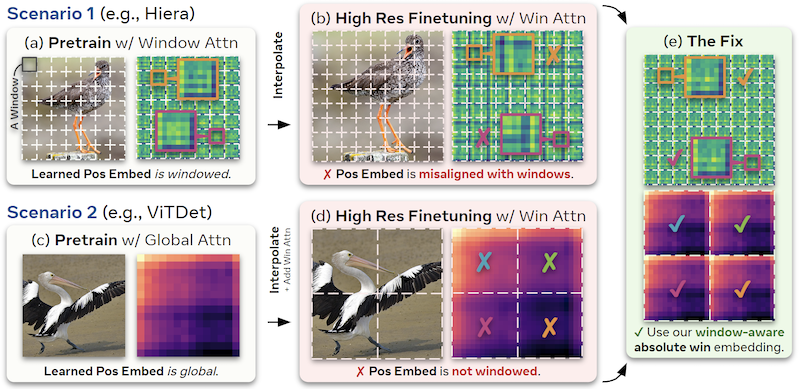 Scenario 1 (e.g., Hiera)
(a) Pretrain w/ Window Attn
A Window
Learned Pos Embed is windowed.
Interpolate
(b) High Res Finetuning w/ Win Attn
✗ Pos Embed is misaligned with windows.
Scenario 2 (e.g., ViTDet)
(c) Pretrain w/ Global Attn
Learned Pos Embed is global.
Interpolate
+ Add Win Attn
(d) High Res Finetuning w/ Win Attn
✗ Pos Embed is not windowed.
(e) The Fix
✓ Use our window-aware
absolute win embedding.